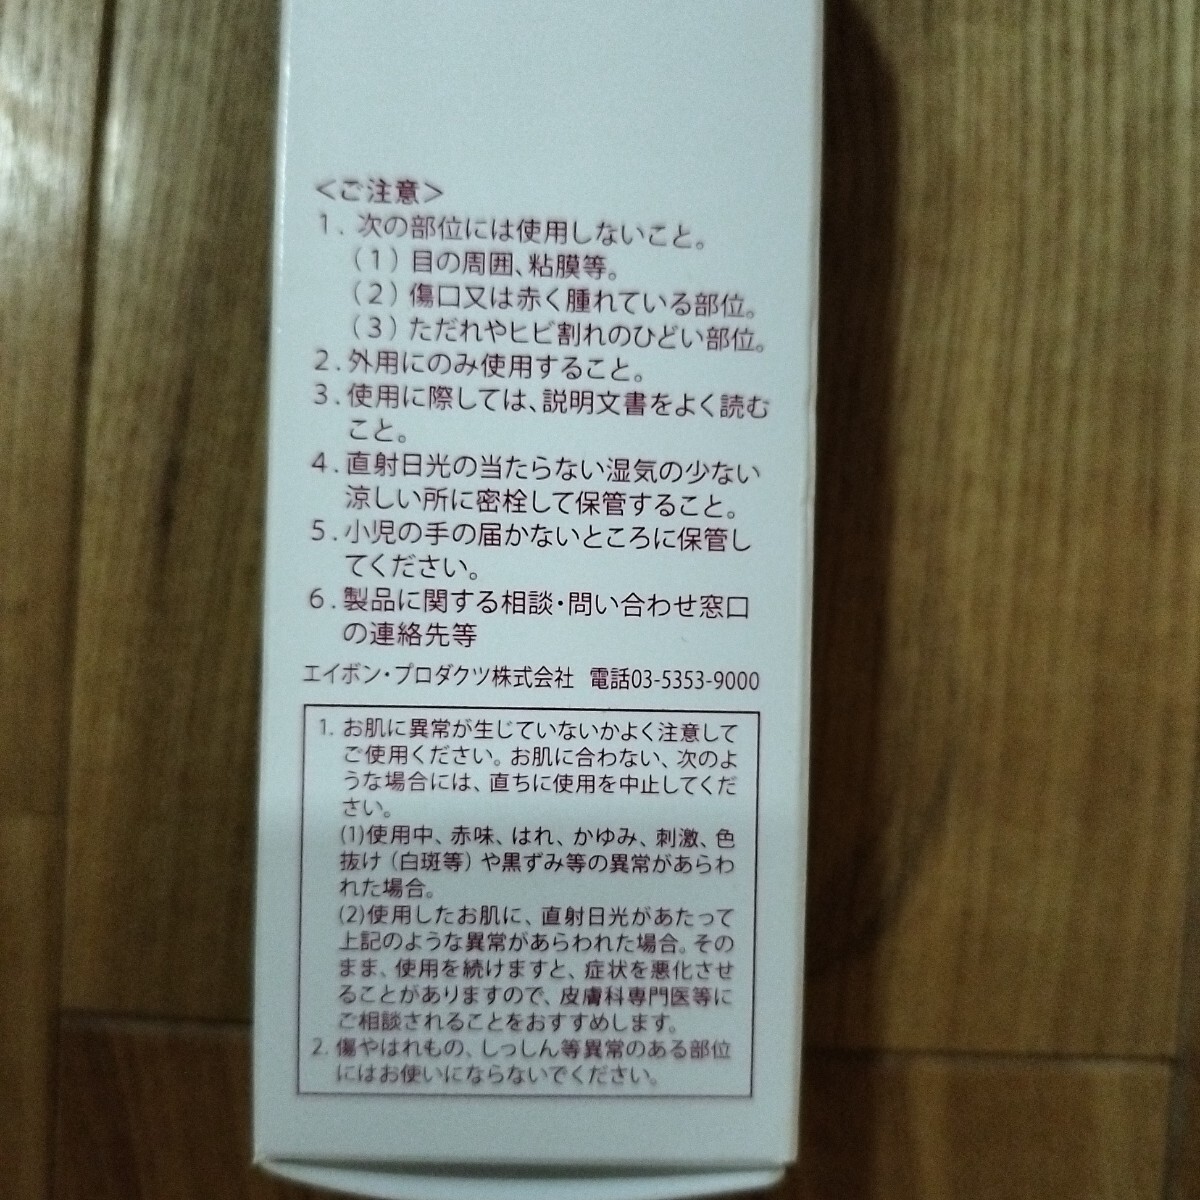 ＜ご注意＞
1. 次の部位には使用しないこと。
(1) 目の周囲、粘膜等。
(2) 傷口又は赤く腫れている部位。
(3) ただれやヒビ割れのひどい部位。
2. 外用にのみ使用すること。
3. 使用に際しては、説明文書をよく読む
こと。
4. 直射日光の当たらない湿気の少ない
涼しい所に密栓して保管すること。
5. 小児の手の届かないところに保管し
てください。
6. 製品に関する相談・問い合わせ窓口
の連絡先等
エイボン・プロダクツ株式会社 電話03-5353-9000
1. お肌に異常が生じていないかよく注意して
ご使用ください。お肌に合わない、次のよ
うな場合には、直ちに使用を中止してくだ
さい。
(1)使用中、赤味、はれ、かゆみ、刺激、色
抜け（白斑等）や黒ずみ等の異常があらわ
れた場合。
(2)使用したお肌に、直射日光があたって
上記のような異常があらわれた場合。その
まま、使用を続けますと、症状を悪化させ
ることがありますので、皮膚科専門医等に
ご相談されることをおすすめします。
2. 傷やはれもの、しっしん等異常のある部位
にはお使いにならないでください。